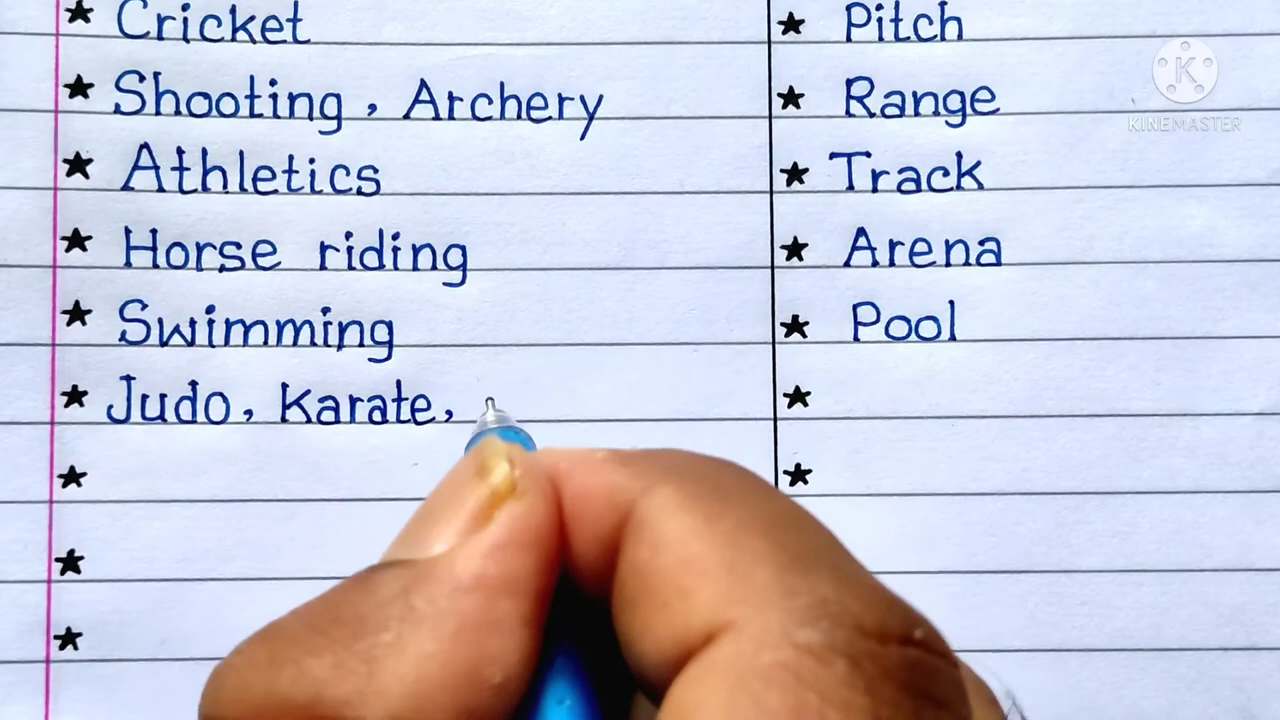 ★ Cricket ★ Pitch
★ Shooting, Archery ★ Range
★ Athletics ★ Track
★ Horse riding ★ Arena
★ Swimming ★ Pool
★ Judo, Karate, ★
★ ★
★
★
K
KINEMASTER